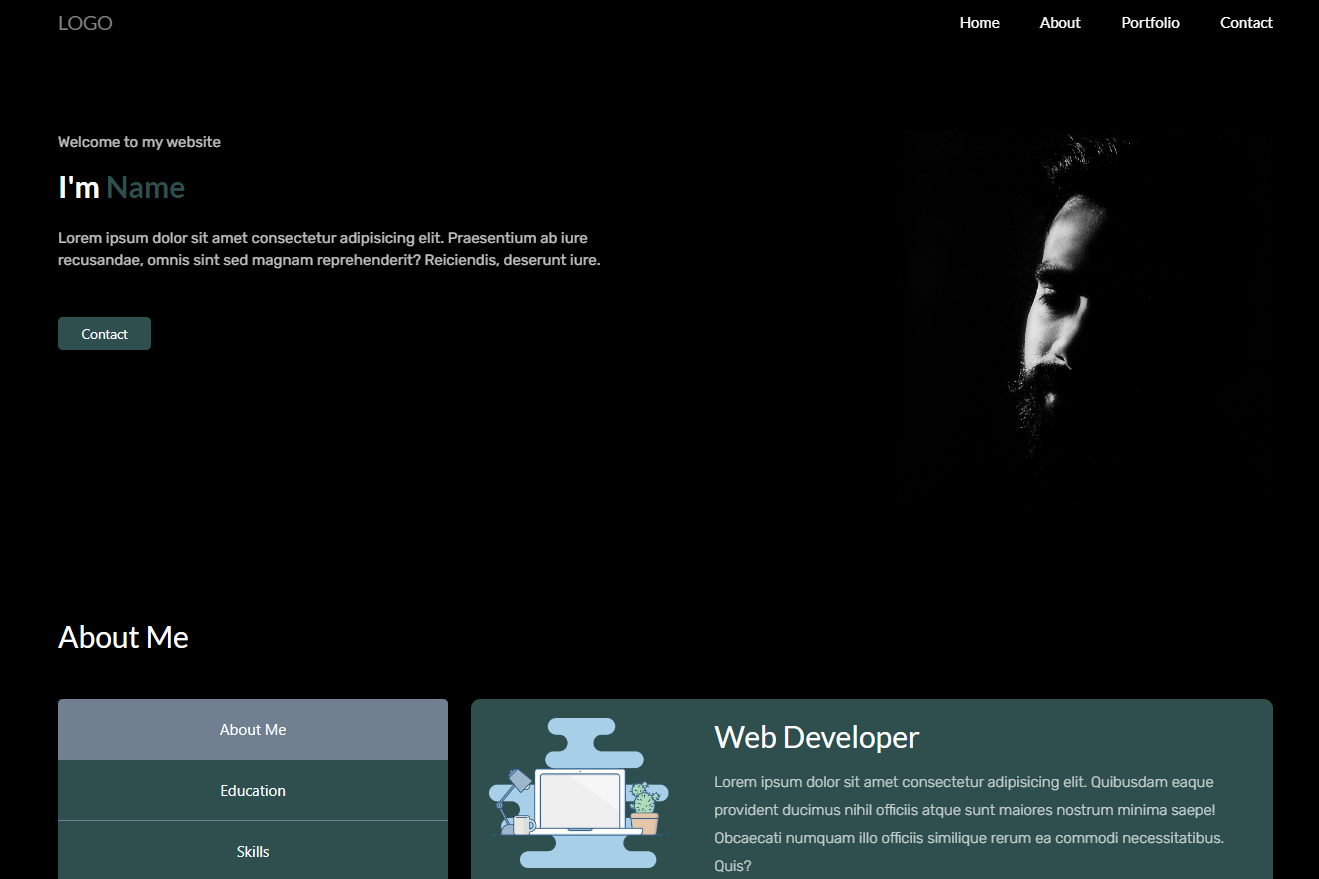 LOGO
Home About Portfolio Contact
Welcome to my website
I'm Name
Lorem ipsum dolor sit amet consectetur adipisicing elit. Praesentium ab iure
recusandae, omnis sint sed magnam reprehenderit? Reiciendis, deserunt iure.
Contact
About Me
About Me
Education
Skills
Web Developer
Lorem ipsum dolor sit amet consectetur adipisicing elit. Quibusdam eaque
provident ducimus nihil officiis atque sunt maiores nostrum minima saepe!
Obcaecati numquam illo officiis similique rerum ea commodi necessitatibus.
Quis?